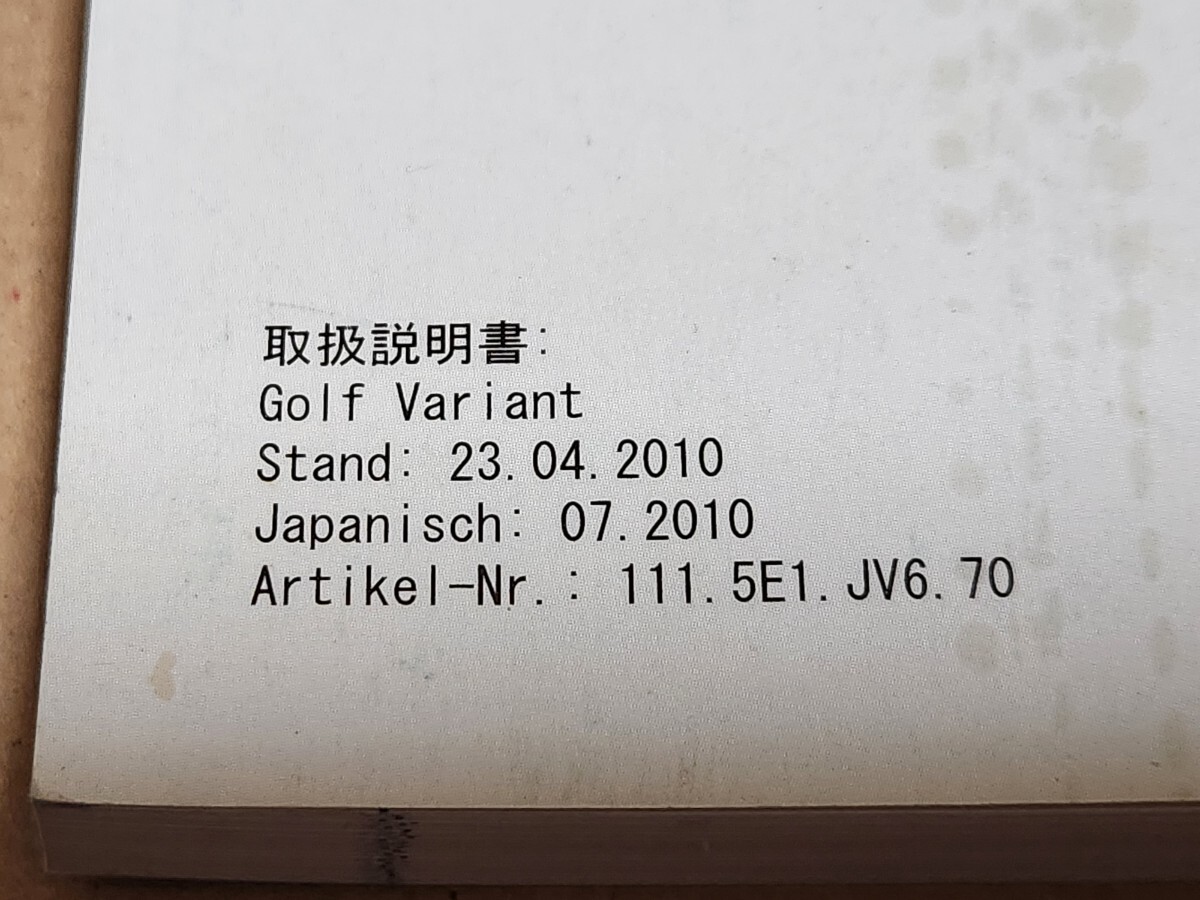 取扱説明書:
Golf Variant
Stand: 23.04.2010
Japanisch: 07.2010
Artikel-Nr.: 111.5E1.JV6.70